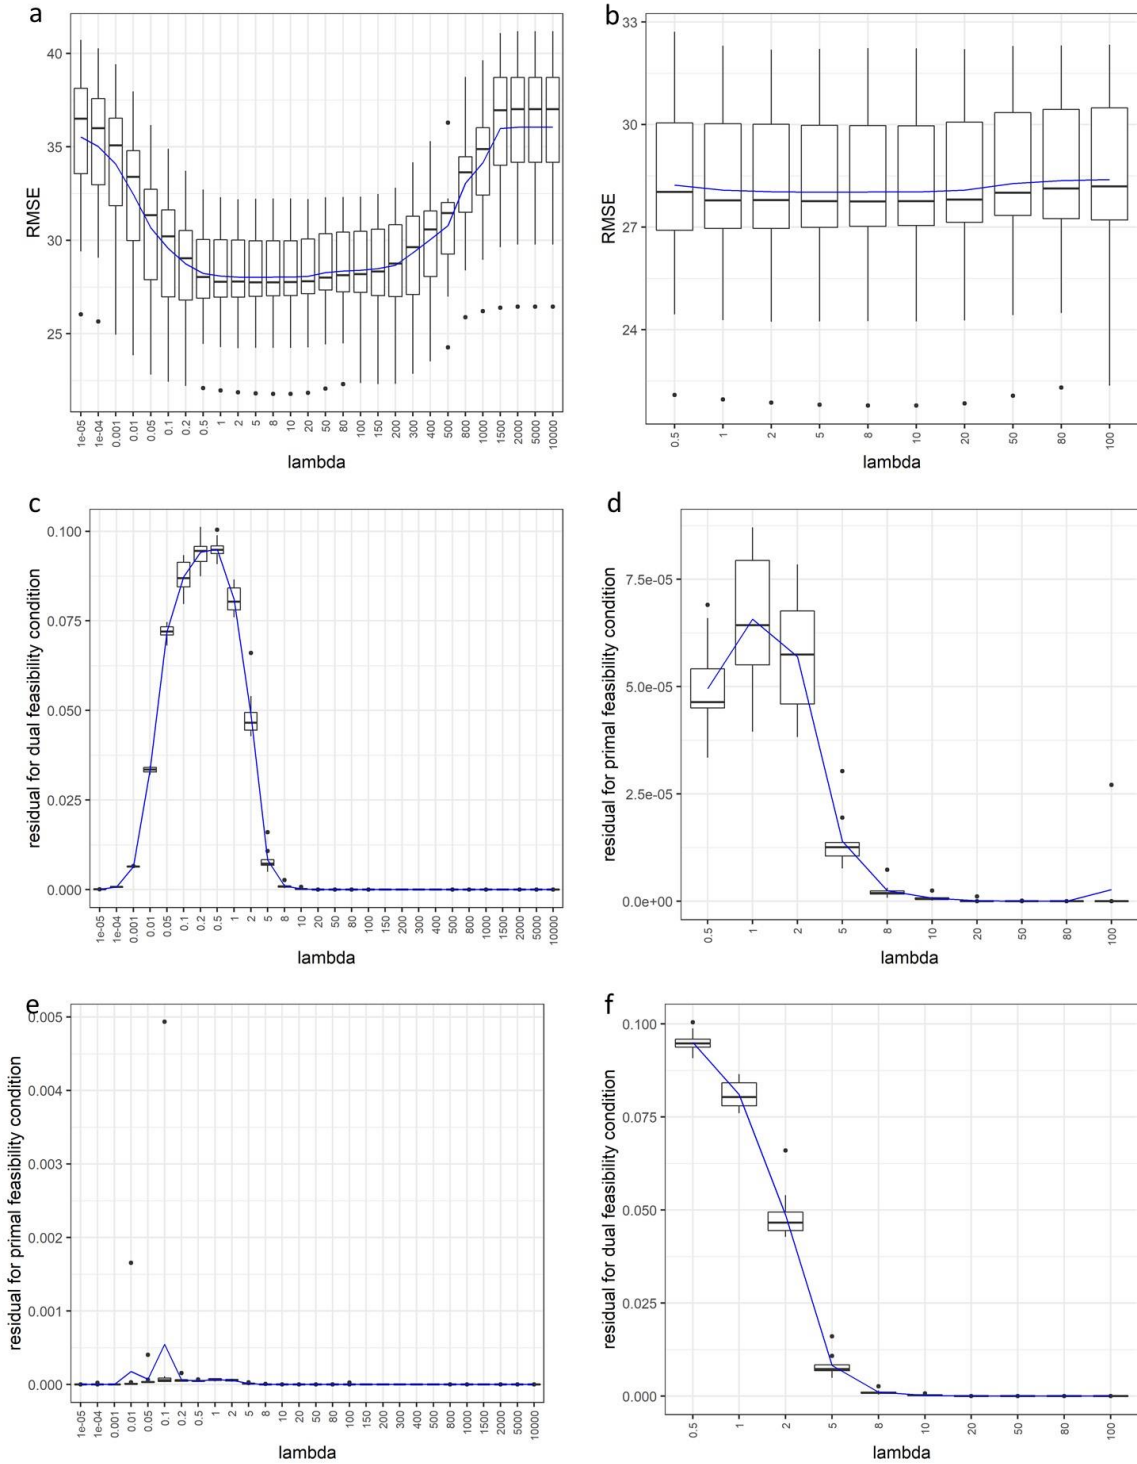 a
RMSE
40
35
30
25
1e-05 1e-04 0.001 0.01 0.05 0.1 0.2 0.5 1 2 5 8 10 20 50 80 100 150 200 300 400 500 800 1000 1500 2000 5000 10000
lambda
b
RMSE
33
30
27
24
0.5 1 2 5 8 10 20 50 80 100
lambda
c
residual for dual feasibility condition
0.100
0.075
0.050
0.025
0.000
1e-05 1e-04 0.001 0.01 0.05 0.1 0.2 0.5 1 2 5 8 10 20 50 80 100 150 200 300 400 500 800 1000 1500 2000 5000 10000
lambda
d
residual for primal feasibility condition
7.5e-05
5.0e-05
2.5e-05
0.0e+00
0.5 1 2 5 8 10 20 50 80 100
lambda
e
residual for primal feasibility condition
0.005
0.004
0.003
0.002
0.001
0.000
1e-05 1e-04 0.001 0.01 0.05 0.1 0.2 0.5 1 2 5 8 10 20 50 80 100 150 200 300 400 500 800 1000 1500 2000 5000 10000
lambda
f
residual for dual feasibility condition
0.100
0.075
0.050
0.025
0.000
0.5 1 2 5 8 10 20 50 80 100
lambda